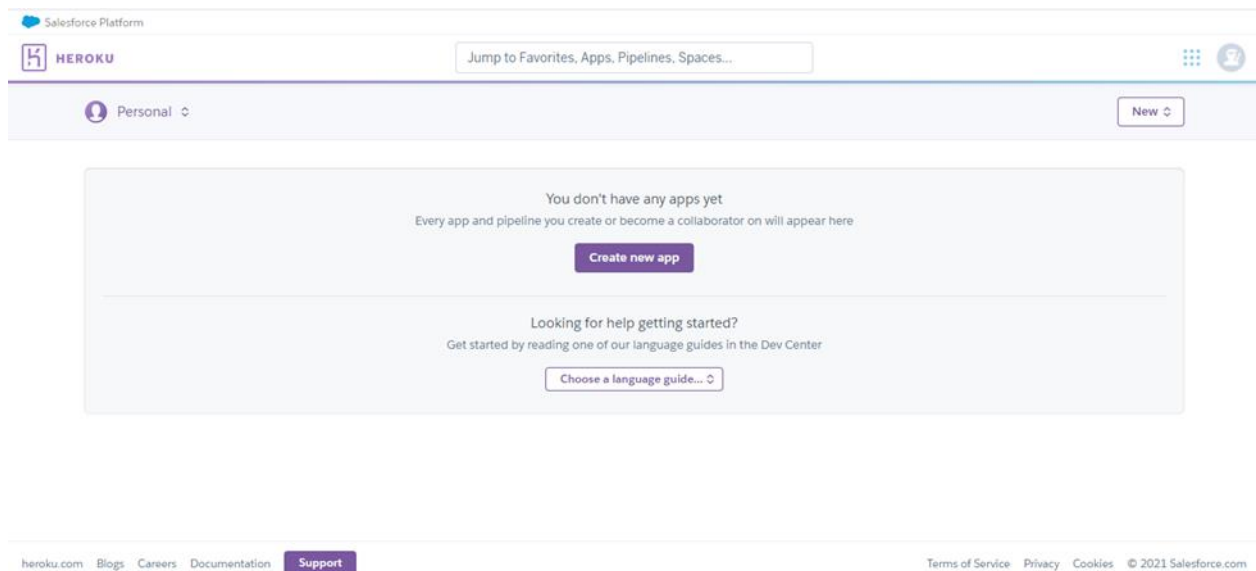 Salesforce Platform
HEROKU
Jump to Favorites, Apps, Pipelines, Spaces...
Personal
New
You don't have any apps yet
Every app and pipeline you create or become a collaborator on will appear here
Create new app
Looking for help getting started?
Get started by reading one of our language guides in the Dev Center
Choose a language guide...
heroku.com Blogs Careers Documentation Support Terms of Service Privacy Cookies © 2021 Salesforce.com